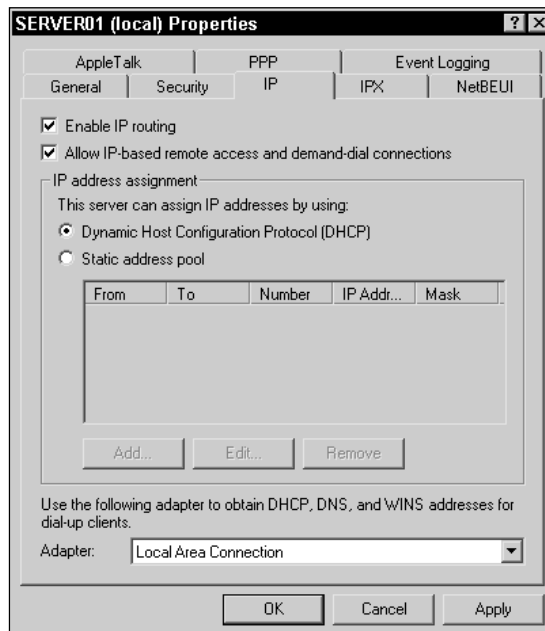 SERVER01 (local) Properties
AppleTalk PPP Event Logging
General Security IP IPX NetBEUI
Enable IP routing
Allow IP-based remote access and demand-dial connections
IP address assignment
This server can assign IP addresses by using:
Dynamic Host Configuration Protocol (DHCP)
Static address pool
From To Number IP Addr... Mask
Add... Edit... Remove
Use the following adapter to obtain DHCP, DNS, and WINS addresses for
dial-up clients.
Adapter: Local Area Connection
OK Cancel Apply